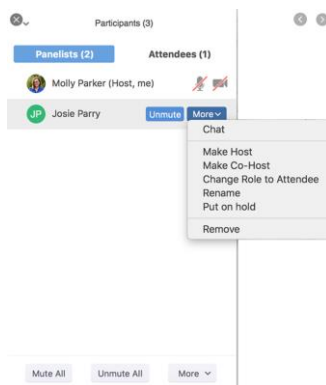 Participants (3)
Panelists (2) Attendees (1)
Molly Parker (Host, me)
JP Josie Parry Unmute More
Chat
Make Host
Make Co-Host
Change Role to Attendee
Rename
Put on hold
Remove
Mute All Unmute All More